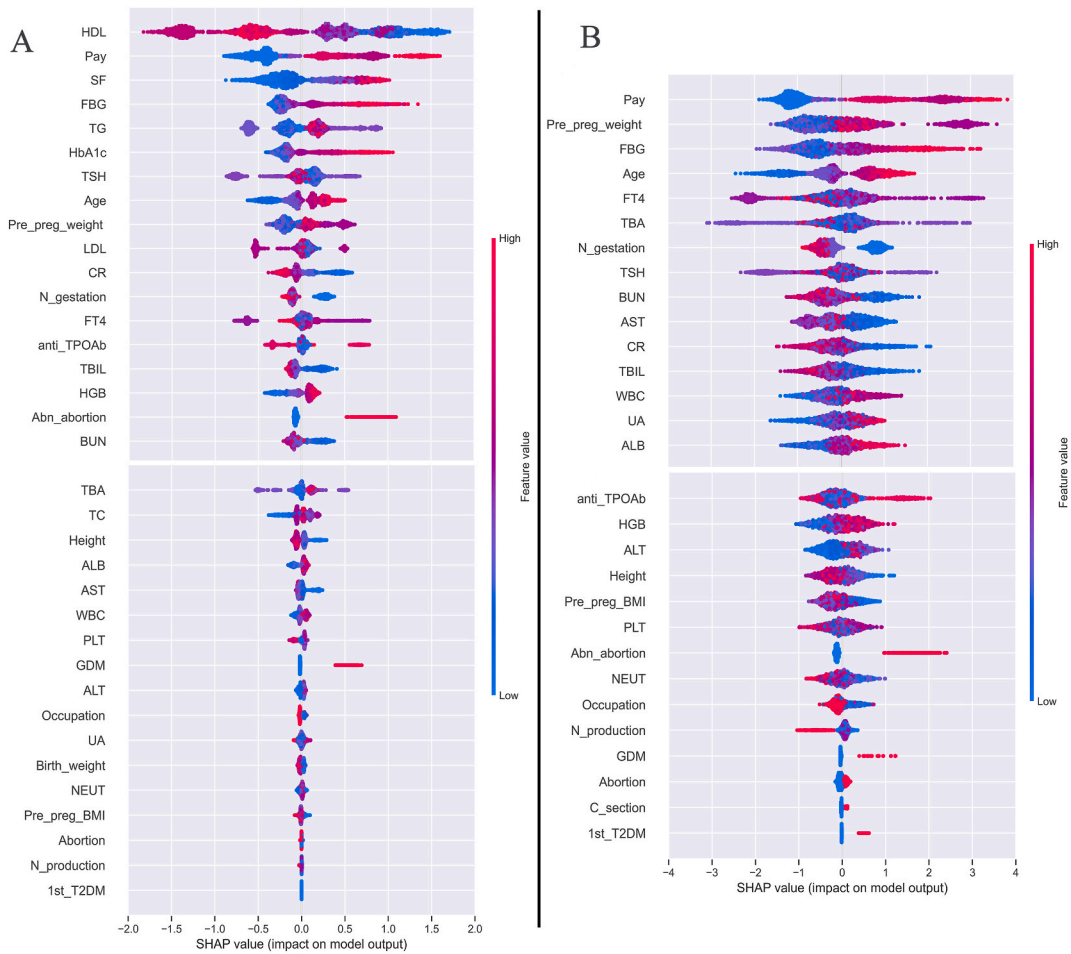 A
HDL
Pay
SF
FBG
TG
HbA1c
TSH
Age
Pre_preg_weight
LDL
CR
N_gestation
FT4
anti_TPOAb
TBIL
HGB
Abn_abortion
BUN
TBA
TC
Height
ALB
AST
WBC
PLT
GDM
ALT
Occupation
UA
Birth_weight
NEUT
Pre_preg_BMI
Abortion
N_production
1st_T2DM
−2.0 −1.5 −1.0 −0.5 0.0 0.5 1.0 1.5 2.0
SHAP value (impact on model output)
High
Feature value
Low
B
Pay
Pre_preg_weight
FBG
Age
FT4
TBA
N_gestation
TSH
BUN
AST
CR
TBIL
WBC
UA
ALB
anti_TPOAb
HGB
ALT
Height
Pre_preg_BMI
PLT
Abn_abortion
NEUT
Occupation
N_production
GDM
Abortion
C_section
1st_T2DM
−4 −3 −2 −1 0 1 2 3 4
SHAP value (impact on model output)
High
Feature value
Low